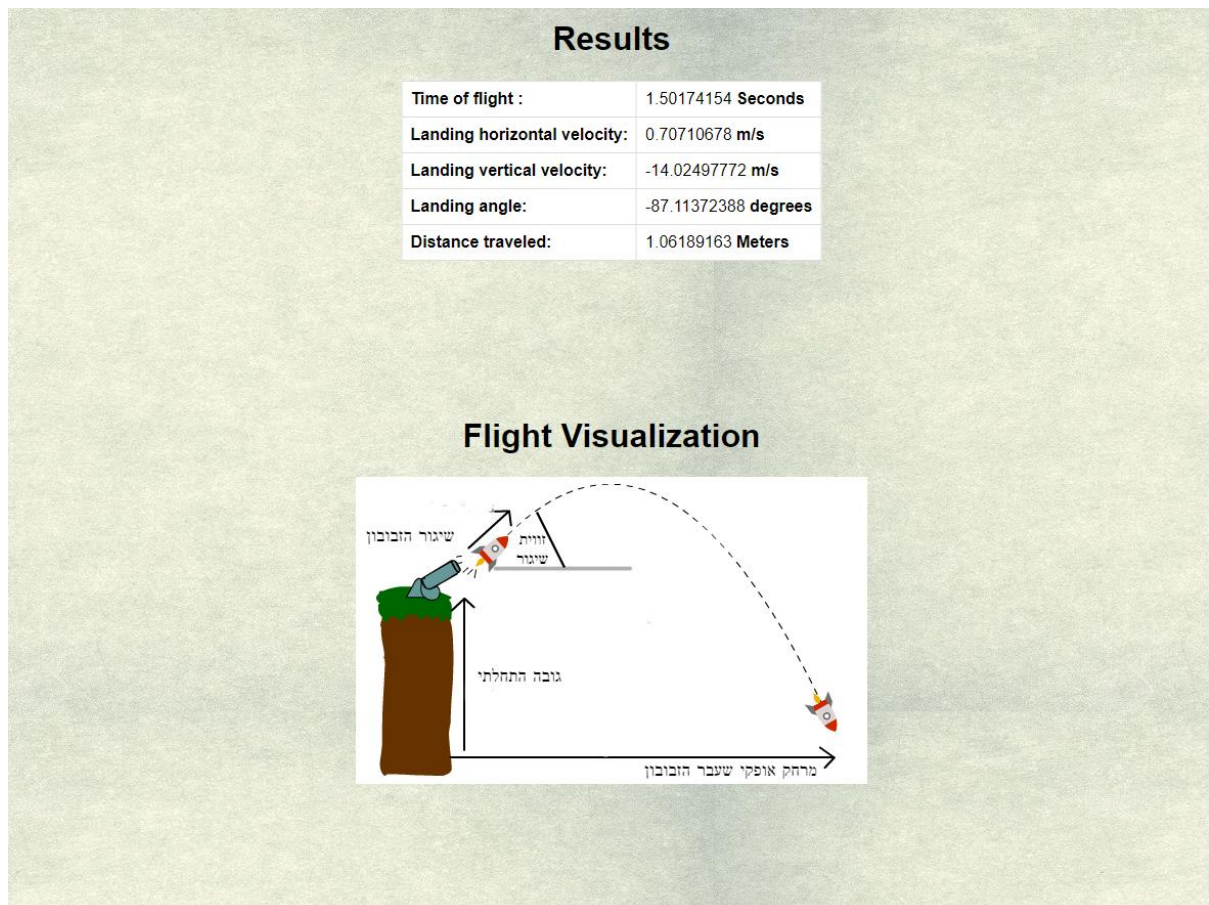 Results
Time of flight : 1.50174154 Seconds
Landing horizontal velocity: 0.70710678 m/s
Landing vertical velocity: -14.02497772 m/s
Landing angle: -87.11372388 degrees
Distance traveled: 1.06189163 Meters
Flight Visualization
שיגור הזבובון
זווית
שיגור
גובה התחלתי
מרחק אופקי שעבר הזבובון